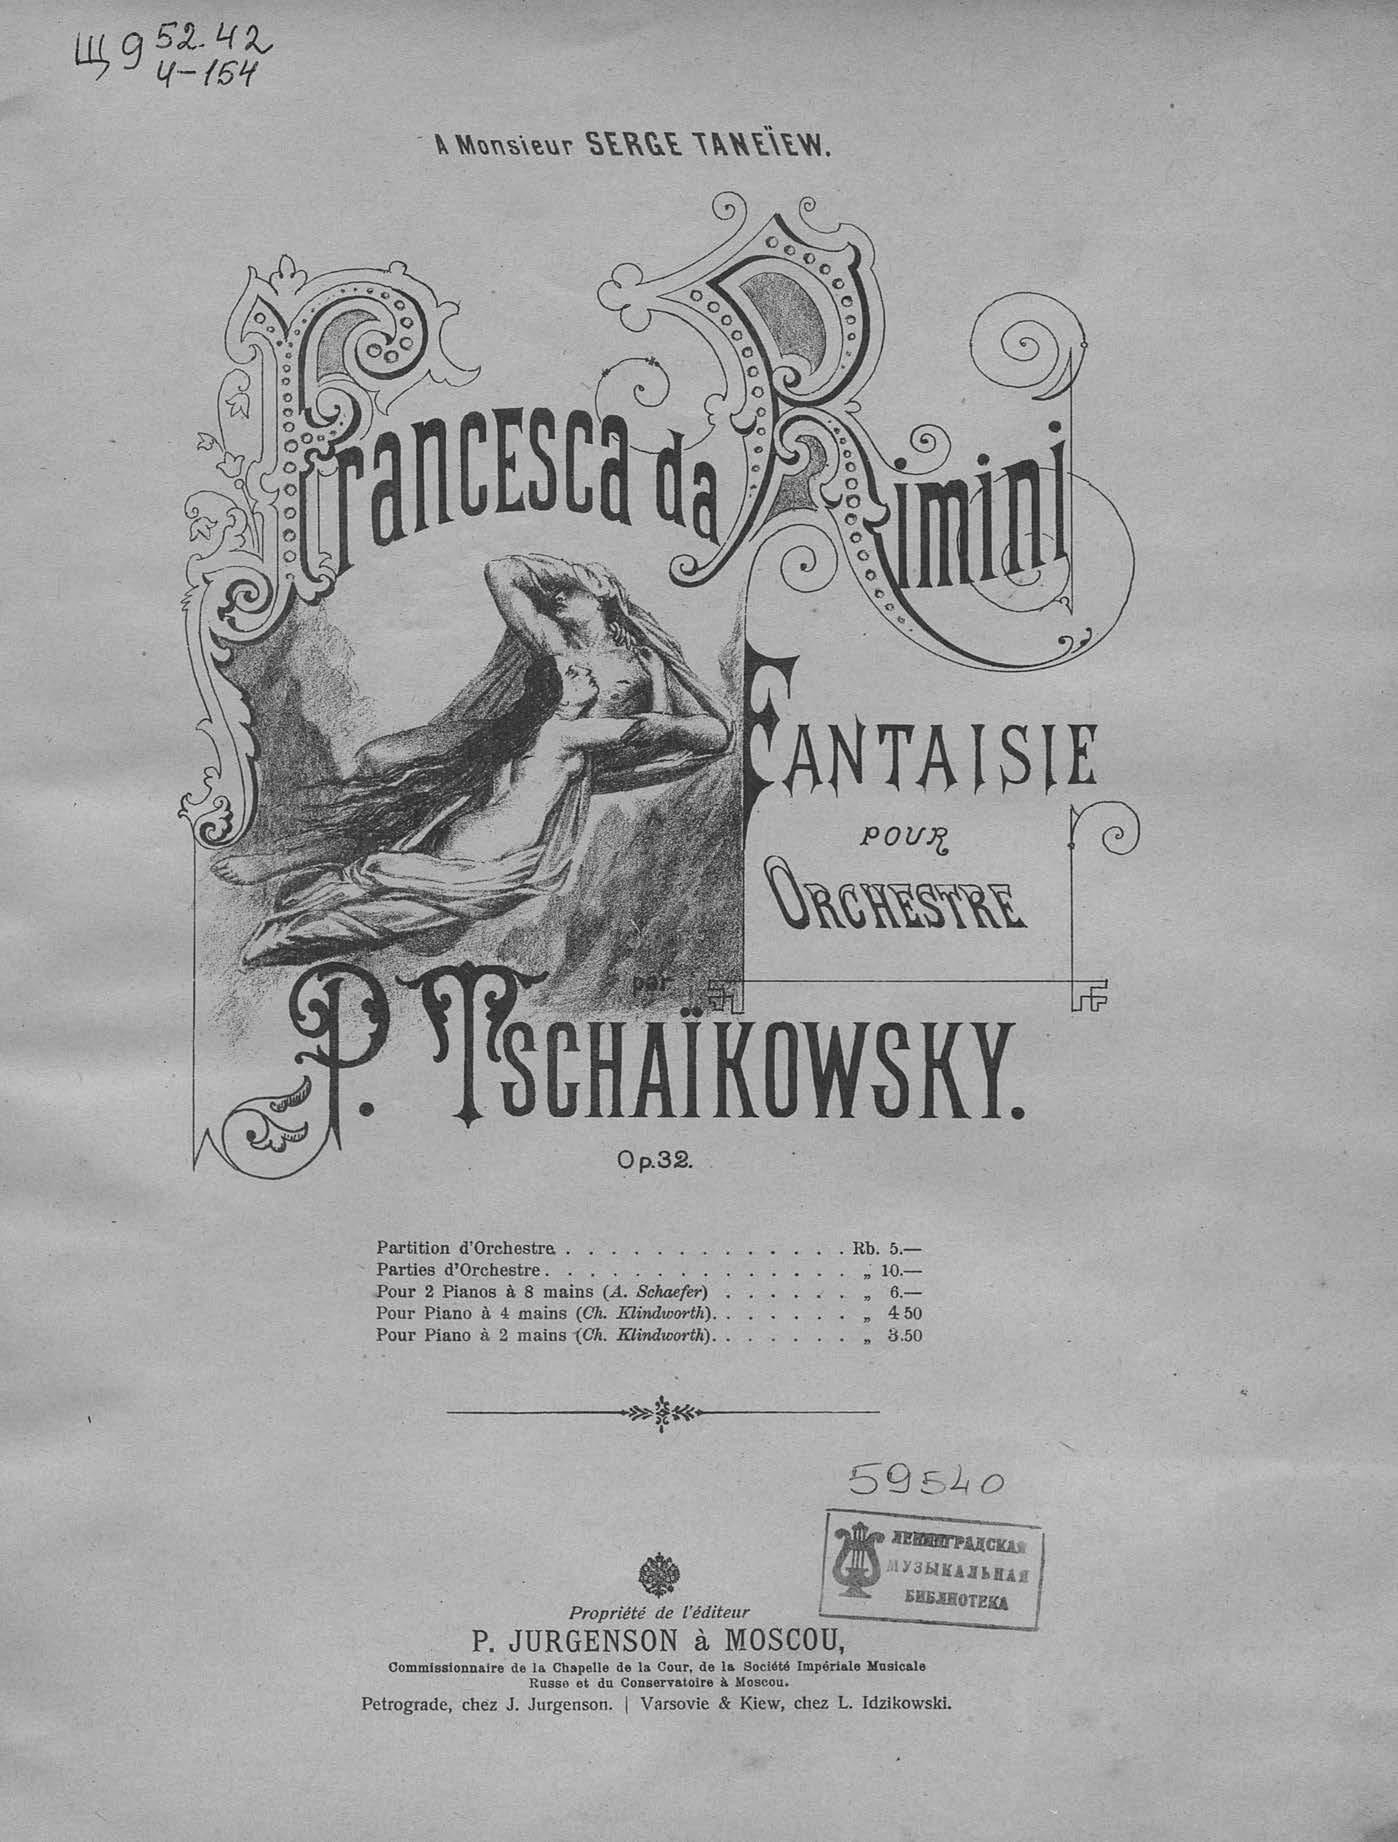 Щ 9 52.42
4-154
A Monsieur SERGE TANEÏEW.
Francesca da Rimini
FANTAISIE
POUR
ORCHESTRE
par
P. TSCHAÏKOWSKY.
Op.32.
Partition d'Orchestre. . . . . . . . . . . . . . Rb. 5.—
Parties d'Orchestre. . . . . . . . . . . . . . . „ 10.—
Pour 2 Pianos à 8 mains (A. Schaefer) . . . . . . „ 6.—
Pour Piano à 4 mains (Ch. Klindworth). . . . . . . „ 4 50
Pour Piano à 2 mains (Ch. Klindworth). . . . . . . „ 3.50
59540
ЛЕНИНГРАДСКАЯ
МУЗЫКАЛЬНАЯ
БИБЛИОТЕКА
Propriété de l'éditeur
P. JURGENSON à MOSCOU,
Commissionnaire de la Chapelle de la Cour, de la Société Impériale Musicale
Russe et du Conservatoire à Moscou.
Petrograde, chez J. Jurgenson. | Varsovie & Kiew, chez L. Idzikowski.